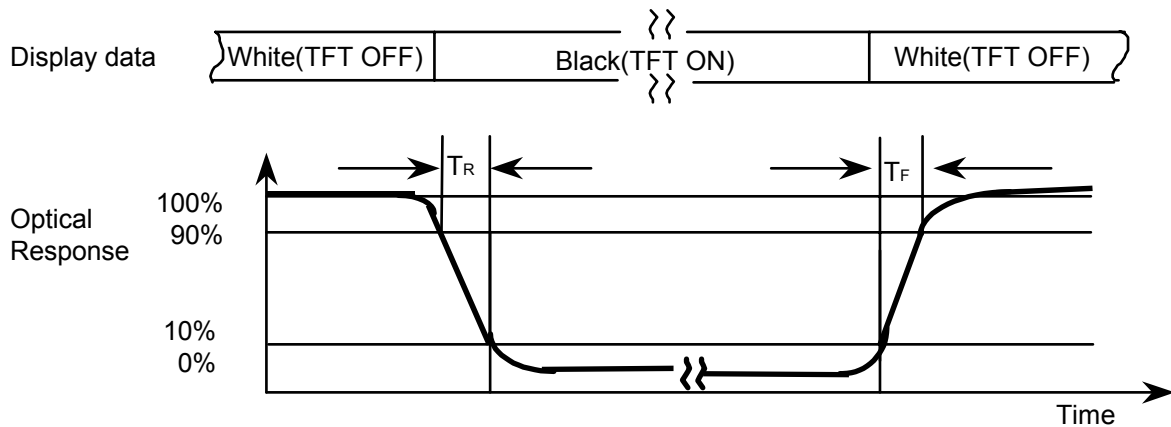 Display data
White(TFT OFF)
Black(TFT ON)
White(TFT OFF)
TR
TF
Optical
Response
100%
90%
10%
0%
Time